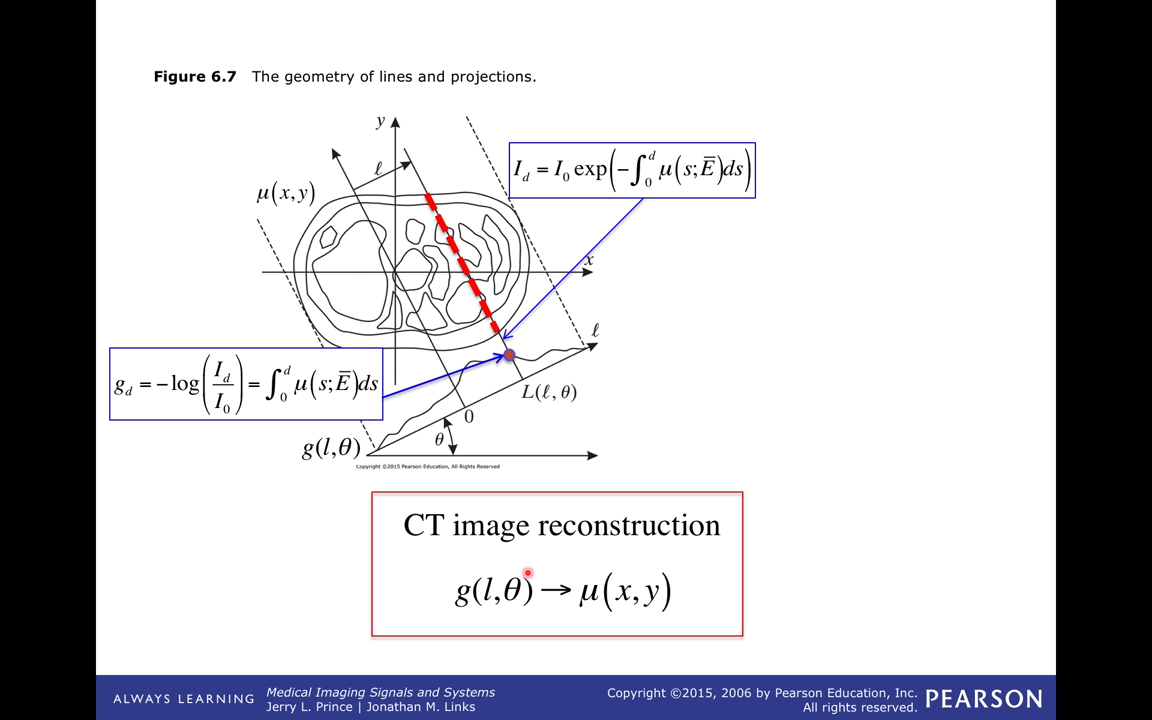 Figure 6.7 The geometry of lines and projections.
y
ℓ
I_d = I_0 exp(−∫_0^d μ(s;E̅)ds)
μ(x,y)
x
ℓ
g_d = −log(I_d/I_0) = ∫_0^d μ(s;E̅)ds
L(ℓ, θ)
0
θ
g(l,θ)
Copyright ©2015 Pearson Education, All Rights Reserved
CT image reconstruction
g(l,θ) → μ(x,y)
ALWAYS LEARNING
Medical Imaging Signals and Systems
Jerry L. Prince | Jonathan M. Links
Copyright ©2015, 2006 by Pearson Education, Inc.
All rights reserved.
PEARSON